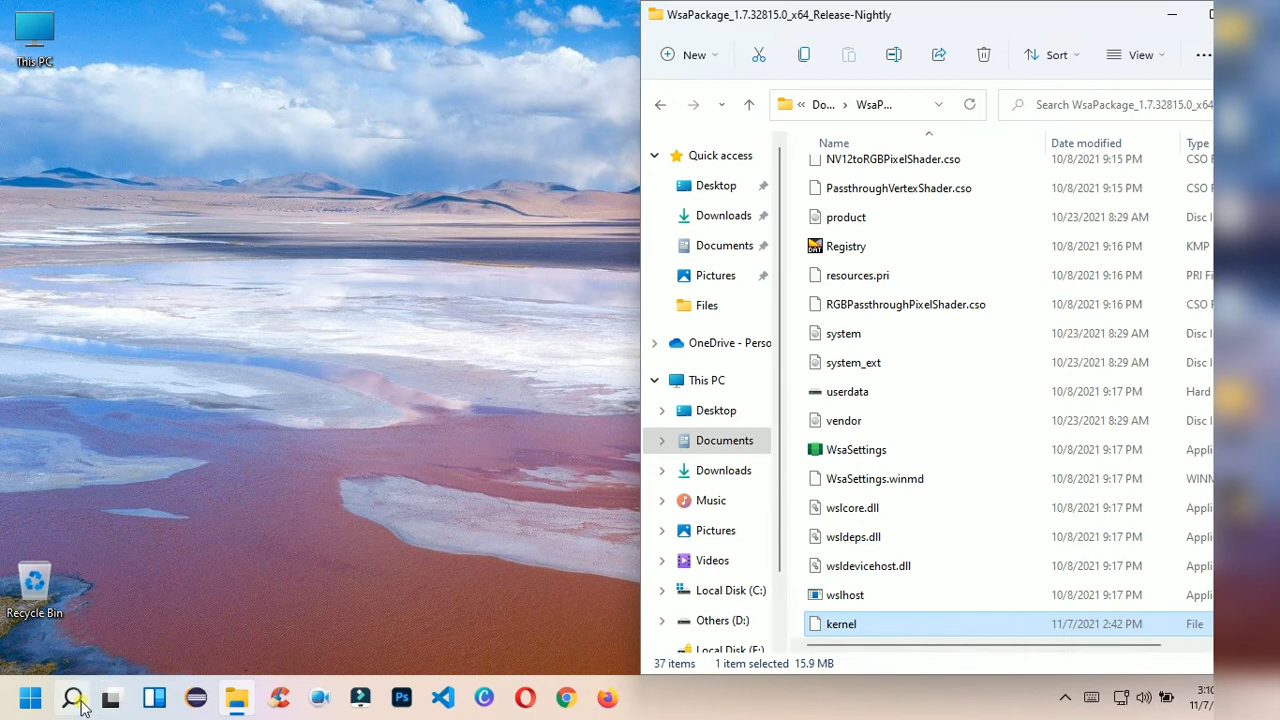 This PC
Recycle Bin
WsaPackage_1.7.32815.0_x64_Release-Nightly
New
Sort
View
Do...
WsaP...
Search WsaPackage_1.7.32815.0_x64
Name
Date modified
Type
Quick access
Desktop
Downloads
Documents
Pictures
Files
OneDrive - Perso
This PC
Desktop
Documents
Downloads
Music
Pictures
Videos
Local Disk (C:)
Others (D:)
Local Disk (E:)
NV12toRGBPixelShader.cso 10/8/2021 9:15 PM CSO F
PassthroughVertexShader.cso 10/8/2021 9:15 PM CSO F
product 10/23/2021 8:29 AM Disc I
Registry 10/8/2021 9:16 PM KMP
resources.pri 10/8/2021 9:16 PM PRI Fi
RGBPassthroughPixelShader.cso 10/8/2021 9:16 PM CSO F
system 10/23/2021 8:29 AM Disc I
system_ext 10/23/2021 8:29 AM Disc I
userdata 10/8/2021 9:17 PM Hard
vendor 10/23/2021 8:29 AM Disc I
WsaSettings 10/8/2021 9:17 PM Appli
WsaSettings.winmd 10/8/2021 9:17 PM WINM
wslcore.dll 10/8/2021 9:17 PM Appli
wsldeps.dll 10/8/2021 9:17 PM Appli
wsldevicehost.dll 10/8/2021 9:17 PM Appli
wslhost 10/8/2021 9:17 PM Appli
kernel 11/7/2021 2:42 PM File
37 items 1 item selected 15.9 MB
Ps
3:10
11/7/